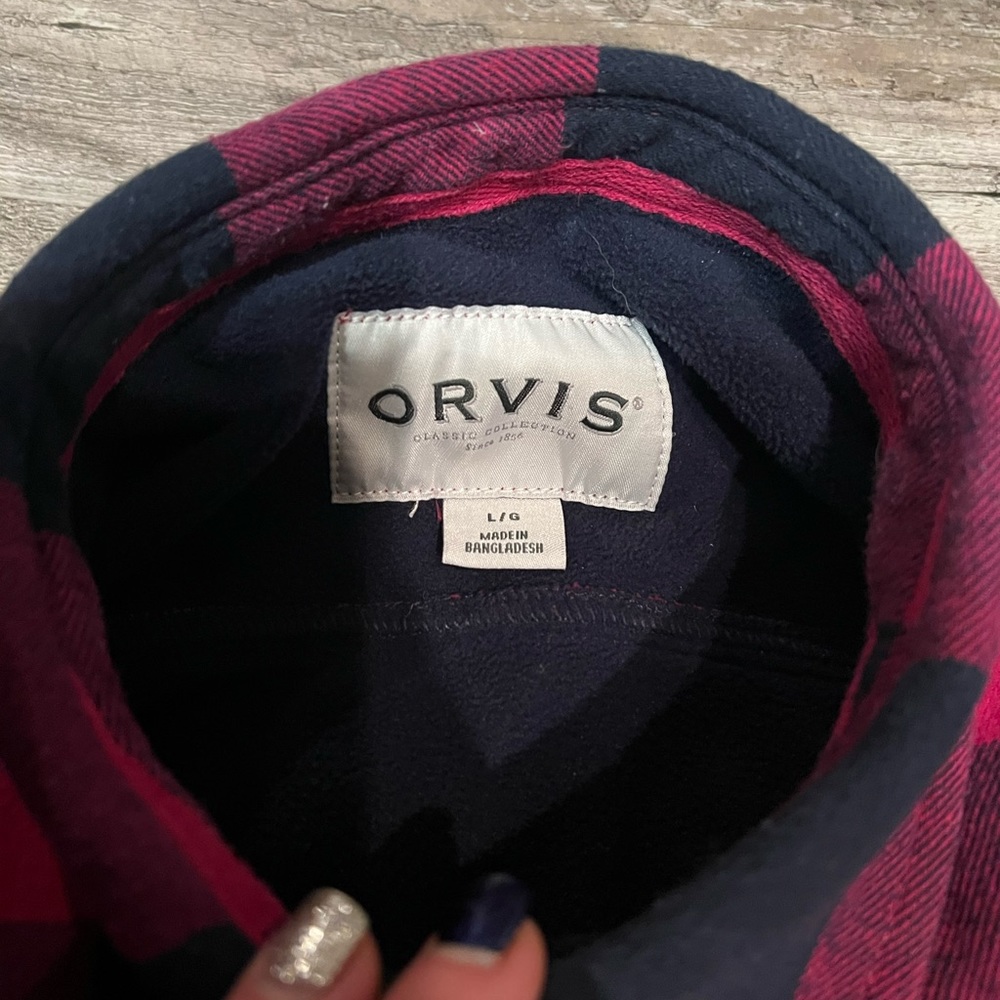 ORVIS®
CLASSIC COLLECTION
Since 1856
L/G
MADE IN
BANGLADESH